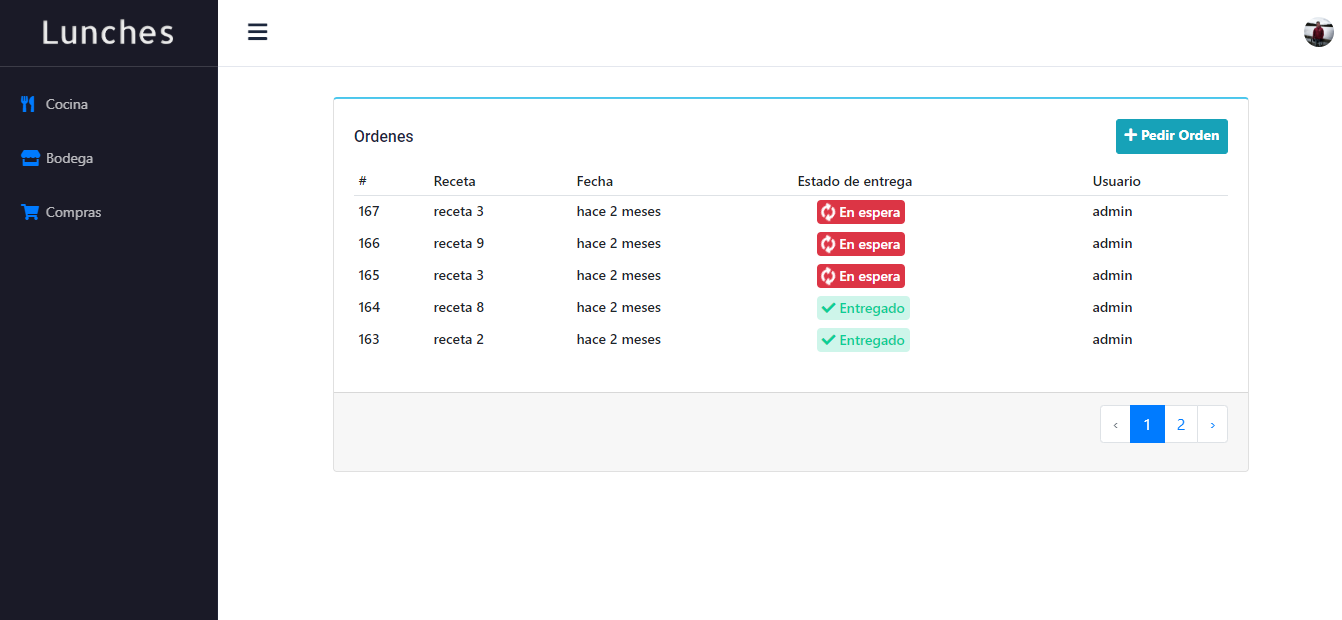 Lunches
Cocina
Bodega
Compras
Ordenes
Pedir Orden
# Receta Fecha Estado de entrega Usuario
167 receta 3 hace 2 meses En espera admin
166 receta 9 hace 2 meses En espera admin
165 receta 3 hace 2 meses En espera admin
164 receta 8 hace 2 meses Entregado admin
163 receta 2 hace 2 meses Entregado admin
‹ 1 2 ›